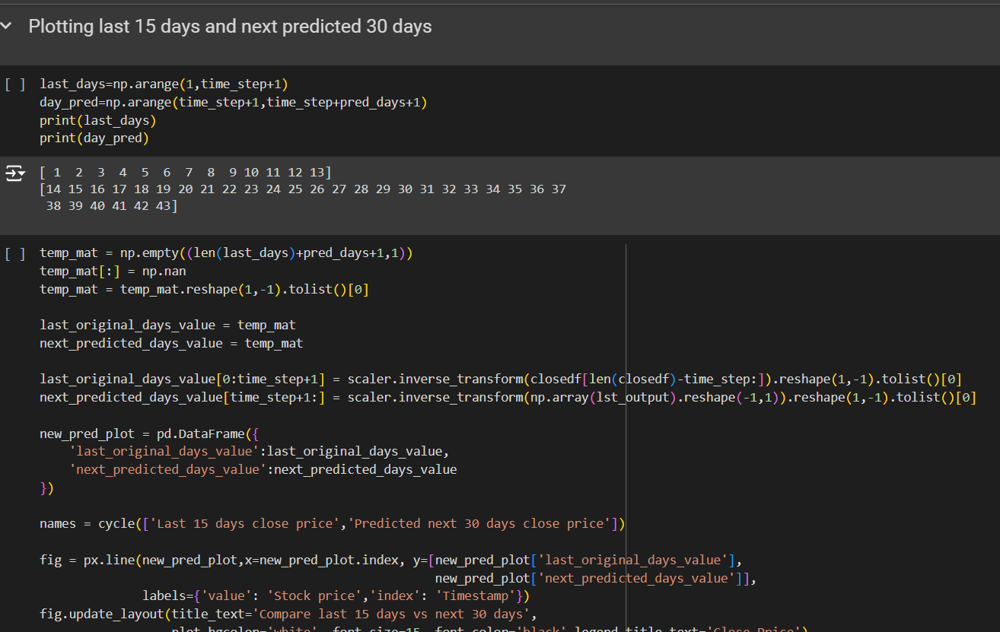 Plotting last 15 days and next predicted 30 days
[ ] last_days=np.arange(1,time_step+1)
day_pred=np.arange(time_step+1,time_step+pred_days+1)
print(last_days)
print(day_pred)
[ 1  2  3  4  5  6  7  8  9 10 11 12 13]
[14 15 16 17 18 19 20 21 22 23 24 25 26 27 28 29 30 31 32 33 34 35 36 37
 38 39 40 41 42 43]
[ ] temp_mat = np.empty((len(last_days)+pred_days+1,1))
temp_mat[:] = np.nan
temp_mat = temp_mat.reshape(1,-1).tolist()[0]
last_original_days_value = temp_mat
next_predicted_days_value = temp_mat
last_original_days_value[0:time_step+1] = scaler.inverse_transform(closedf[len(closedf)-time_step:]).reshape(1,-1).tolist()[0]
next_predicted_days_value[time_step+1:] = scaler.inverse_transform(np.array(lst_output).reshape(-1,1)).reshape(1,-1).tolist()[0]
new_pred_plot = pd.DataFrame({
    'last_original_days_value':last_original_days_value,
    'next_predicted_days_value':next_predicted_days_value
})
names = cycle(['Last 15 days close price','Predicted next 30 days close price'])
fig = px.line(new_pred_plot,x=new_pred_plot.index, y=[new_pred_plot['last_original_days_value'],
new_pred_plot['next_predicted_days_value']],
labels={'value': 'Stock price','index': 'Timestamp'})
fig.update_layout(title_text='Compare last 15 days vs next 30 days',
plot_bgcolor='white', font_size=15, font_color='black',legend_title_text='Close Price')